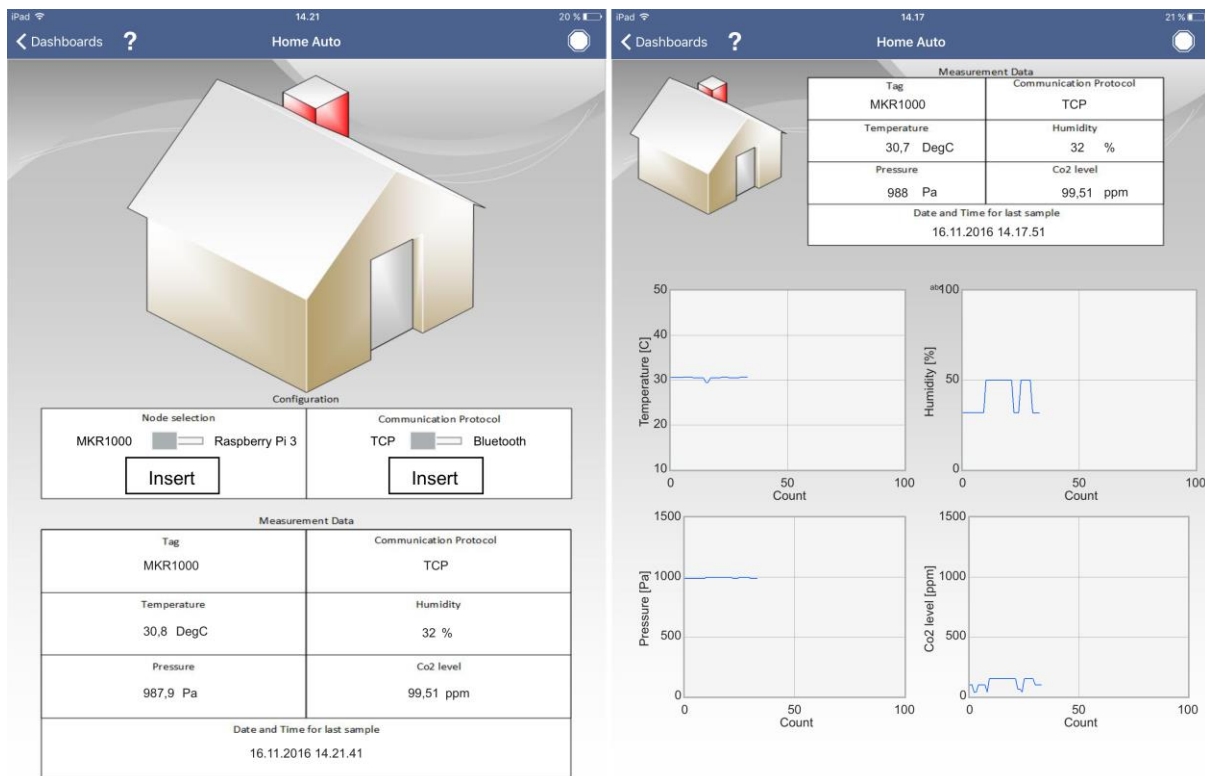 iPad 14.21 20 %
Dashboards ? Home Auto
Configuration
Node selection
MKR1000 Raspberry Pi 3
Insert
Communication Protocol
TCP Bluetooth
Insert
Measurement Data
Tag
MKR1000
Communication Protocol
TCP
Temperature
30,8 DegC
Humidity
32 %
Pressure
987,9 Pa
Co2 level
99,51 ppm
Date and Time for last sample
16.11.2016 14.21.41
iPad 14.17 21 %
Dashboards ? Home Auto
Measurement Data
Tag
MKR1000
Communication Protocol
TCP
Temperature
30,7 DegC
Humidity
32 %
Pressure
988 Pa
Co2 level
99,51 ppm
Date and Time for last sample
16.11.2016 14.17.51
Temperature [C]
50
40
30
20
10
0 50 100
Count
abc
Humidity [%]
100
50
0
0 50 100
Count
Pressure [Pa]
1500
1000
500
0
0 50 100
Count
Co2 level [ppm]
1500
1000
500
0
0 50 100
Count